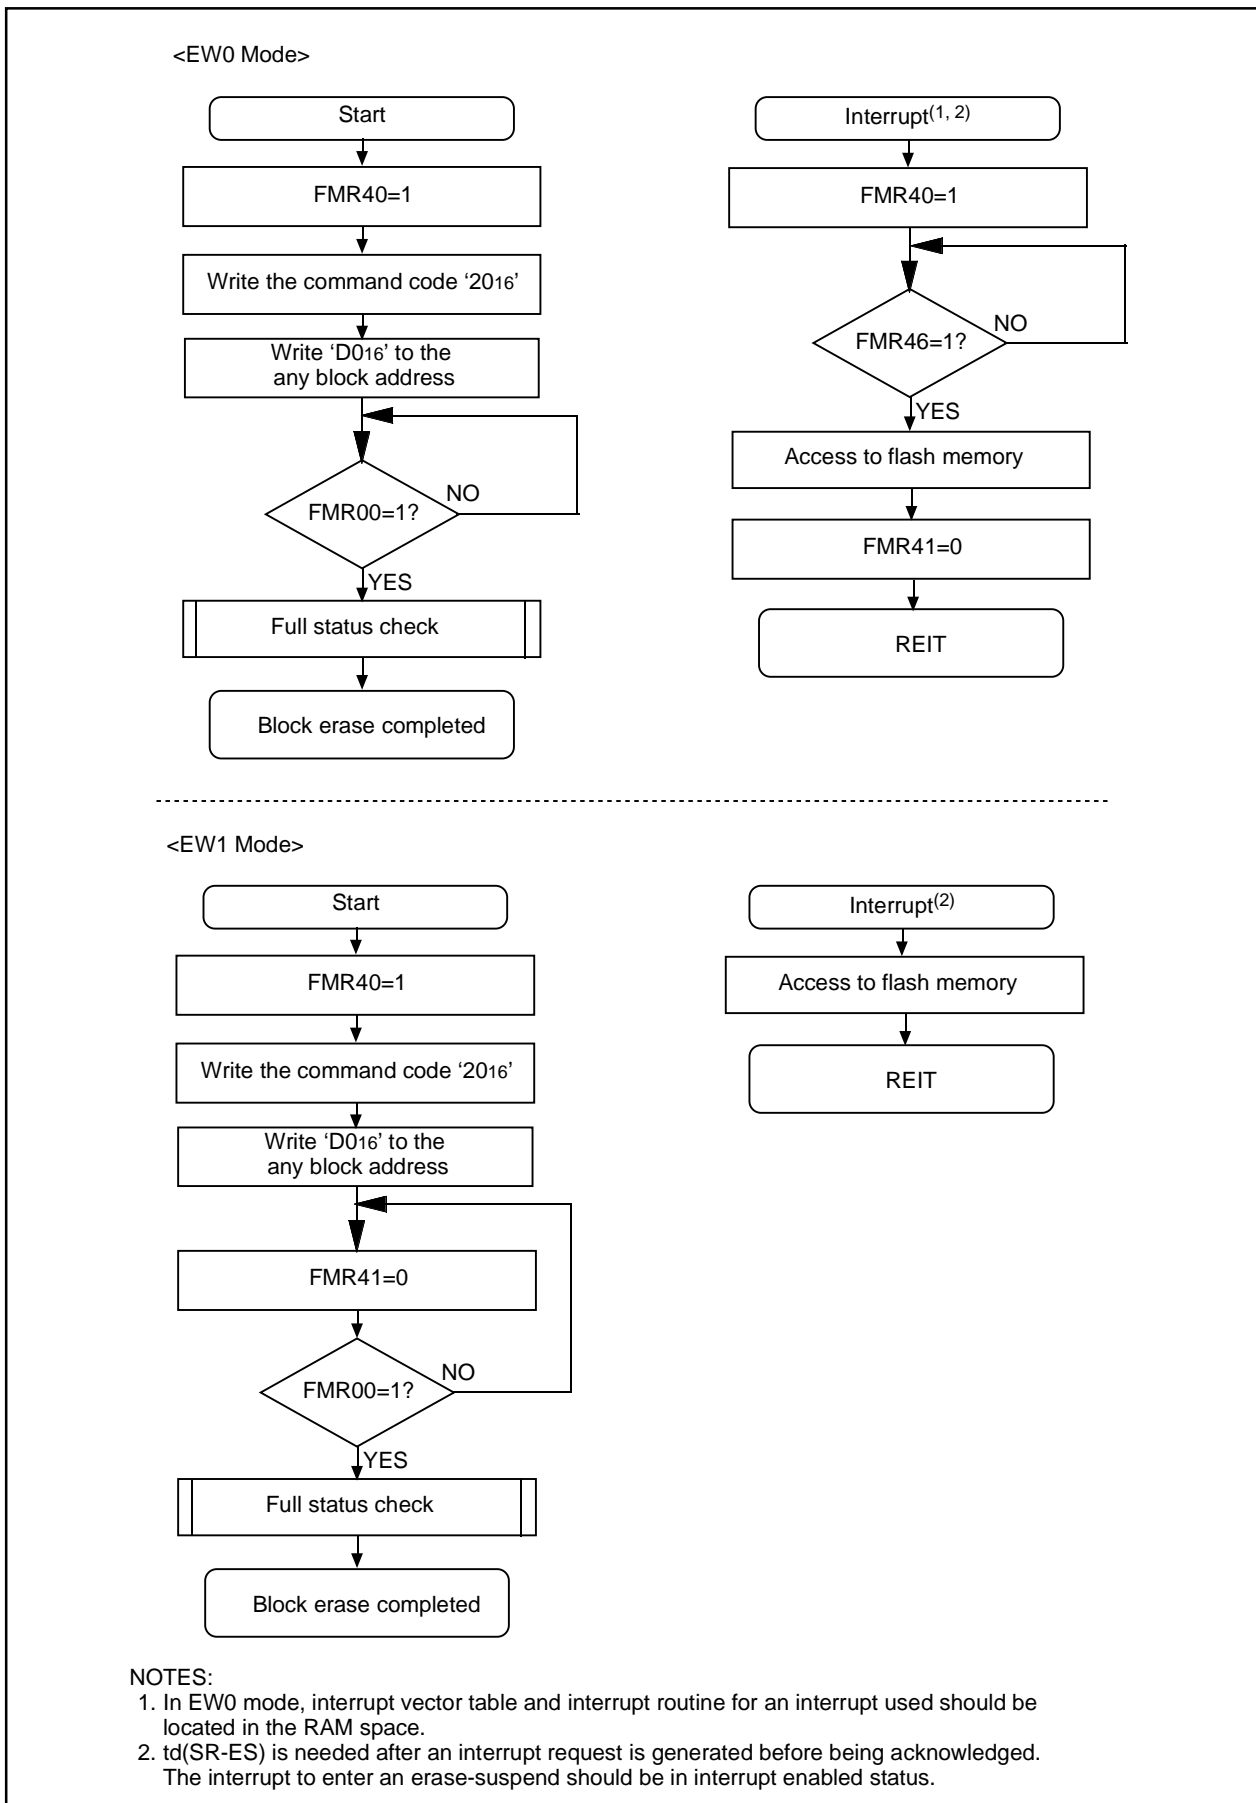 <EW0 Mode>
Start
FMR40=1
Write the command code ‘2016’
Write ‘D016’ to the
any block address
FMR00=1?
NO
YES
Full status check
Block erase completed
Interrupt(1, 2)
FMR40=1
FMR46=1?
NO
YES
Access to flash memory
FMR41=0
REIT
<EW1 Mode>
Start
FMR40=1
Write the command code ‘2016’
Write ‘D016’ to the
any block address
FMR41=0
FMR00=1?
NO
YES
Full status check
Block erase completed
Interrupt(2)
Access to flash memory
REIT
NOTES:
1. In EW0 mode, interrupt vector table and interrupt routine for an interrupt used should be
located in the RAM space.
2. td(SR-ES) is needed after an interrupt request is generated before being acknowledged.
The interrupt to enter an erase-suspend should be in interrupt enabled status.